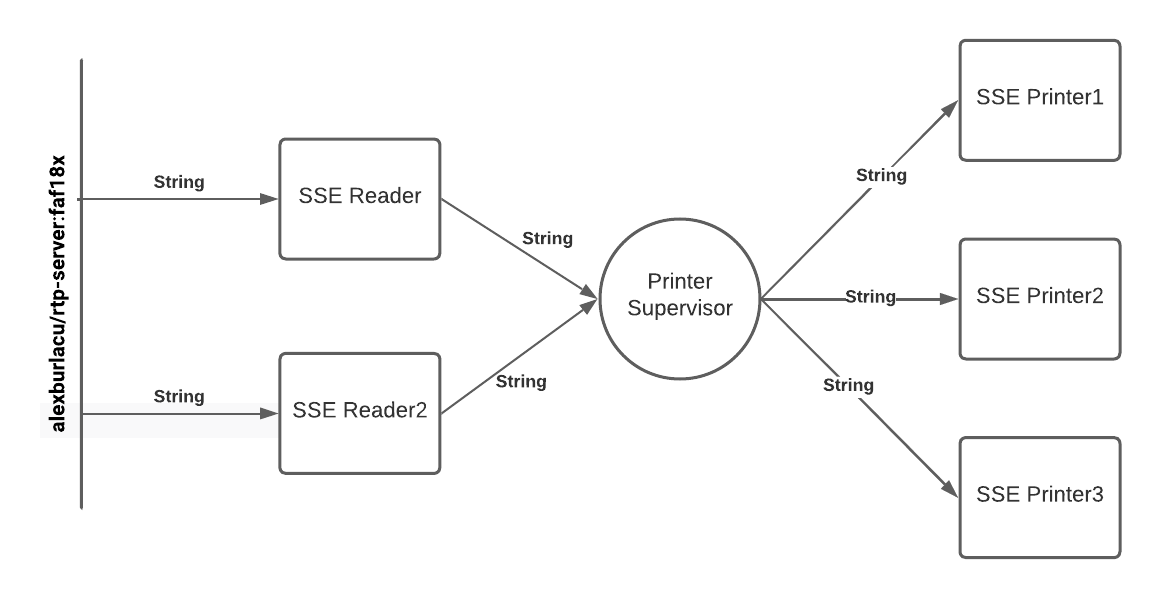 alexburlacu/rtp-server:faf18x
String
SSE Reader
String
String
SSE Reader2
String
Printer
Supervisor
String
SSE Printer1
String
SSE Printer2
String
SSE Printer3